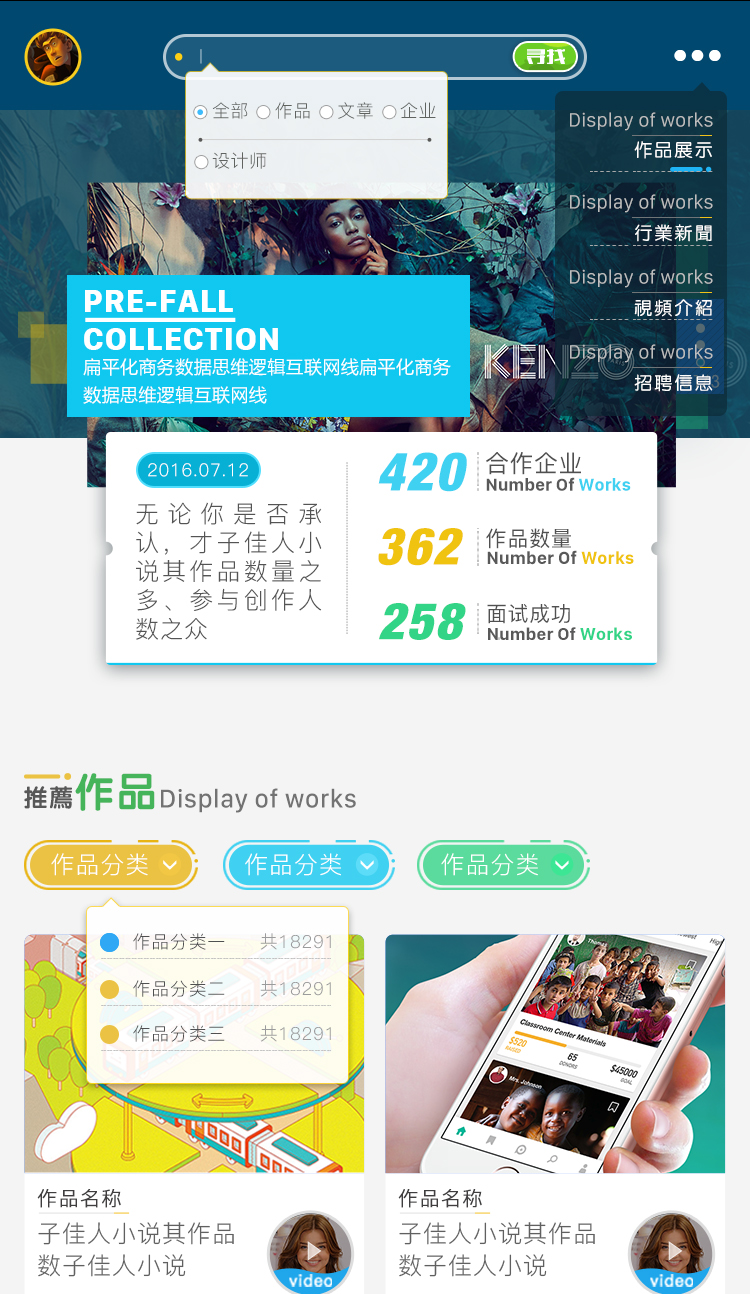 寻找
全部 作品 文章 企业
设计师
Display of works
作品展示
Display of works
行業新聞
Display of works
視頻介紹
Display of works
招聘信息
PRE-FALL
COLLECTION
扁平化商务数据思维逻辑互联网线扁平化商务
数据思维逻辑互联网线
KENZO
2016.07.12
无论你是否承
认，才子佳人小
说其作品数量之
多、参与创作人
数之众
420 合作企业
Number Of Works
362 作品数量
Number Of Works
258 面试成功
Number Of Works
推薦作品Display of works
作品分类 作品分类 作品分类
作品分类一 共18291
作品分类二 共18291
作品分类三 共18291
Thomas
Classroom Center Materials
$520
RAISED
65
DONORS
$45000
GOAL
Mrs. Johnson
作品名称
子佳人小说其作品
数子佳人小说
video
作品名称
子佳人小说其作品
数子佳人小说
video